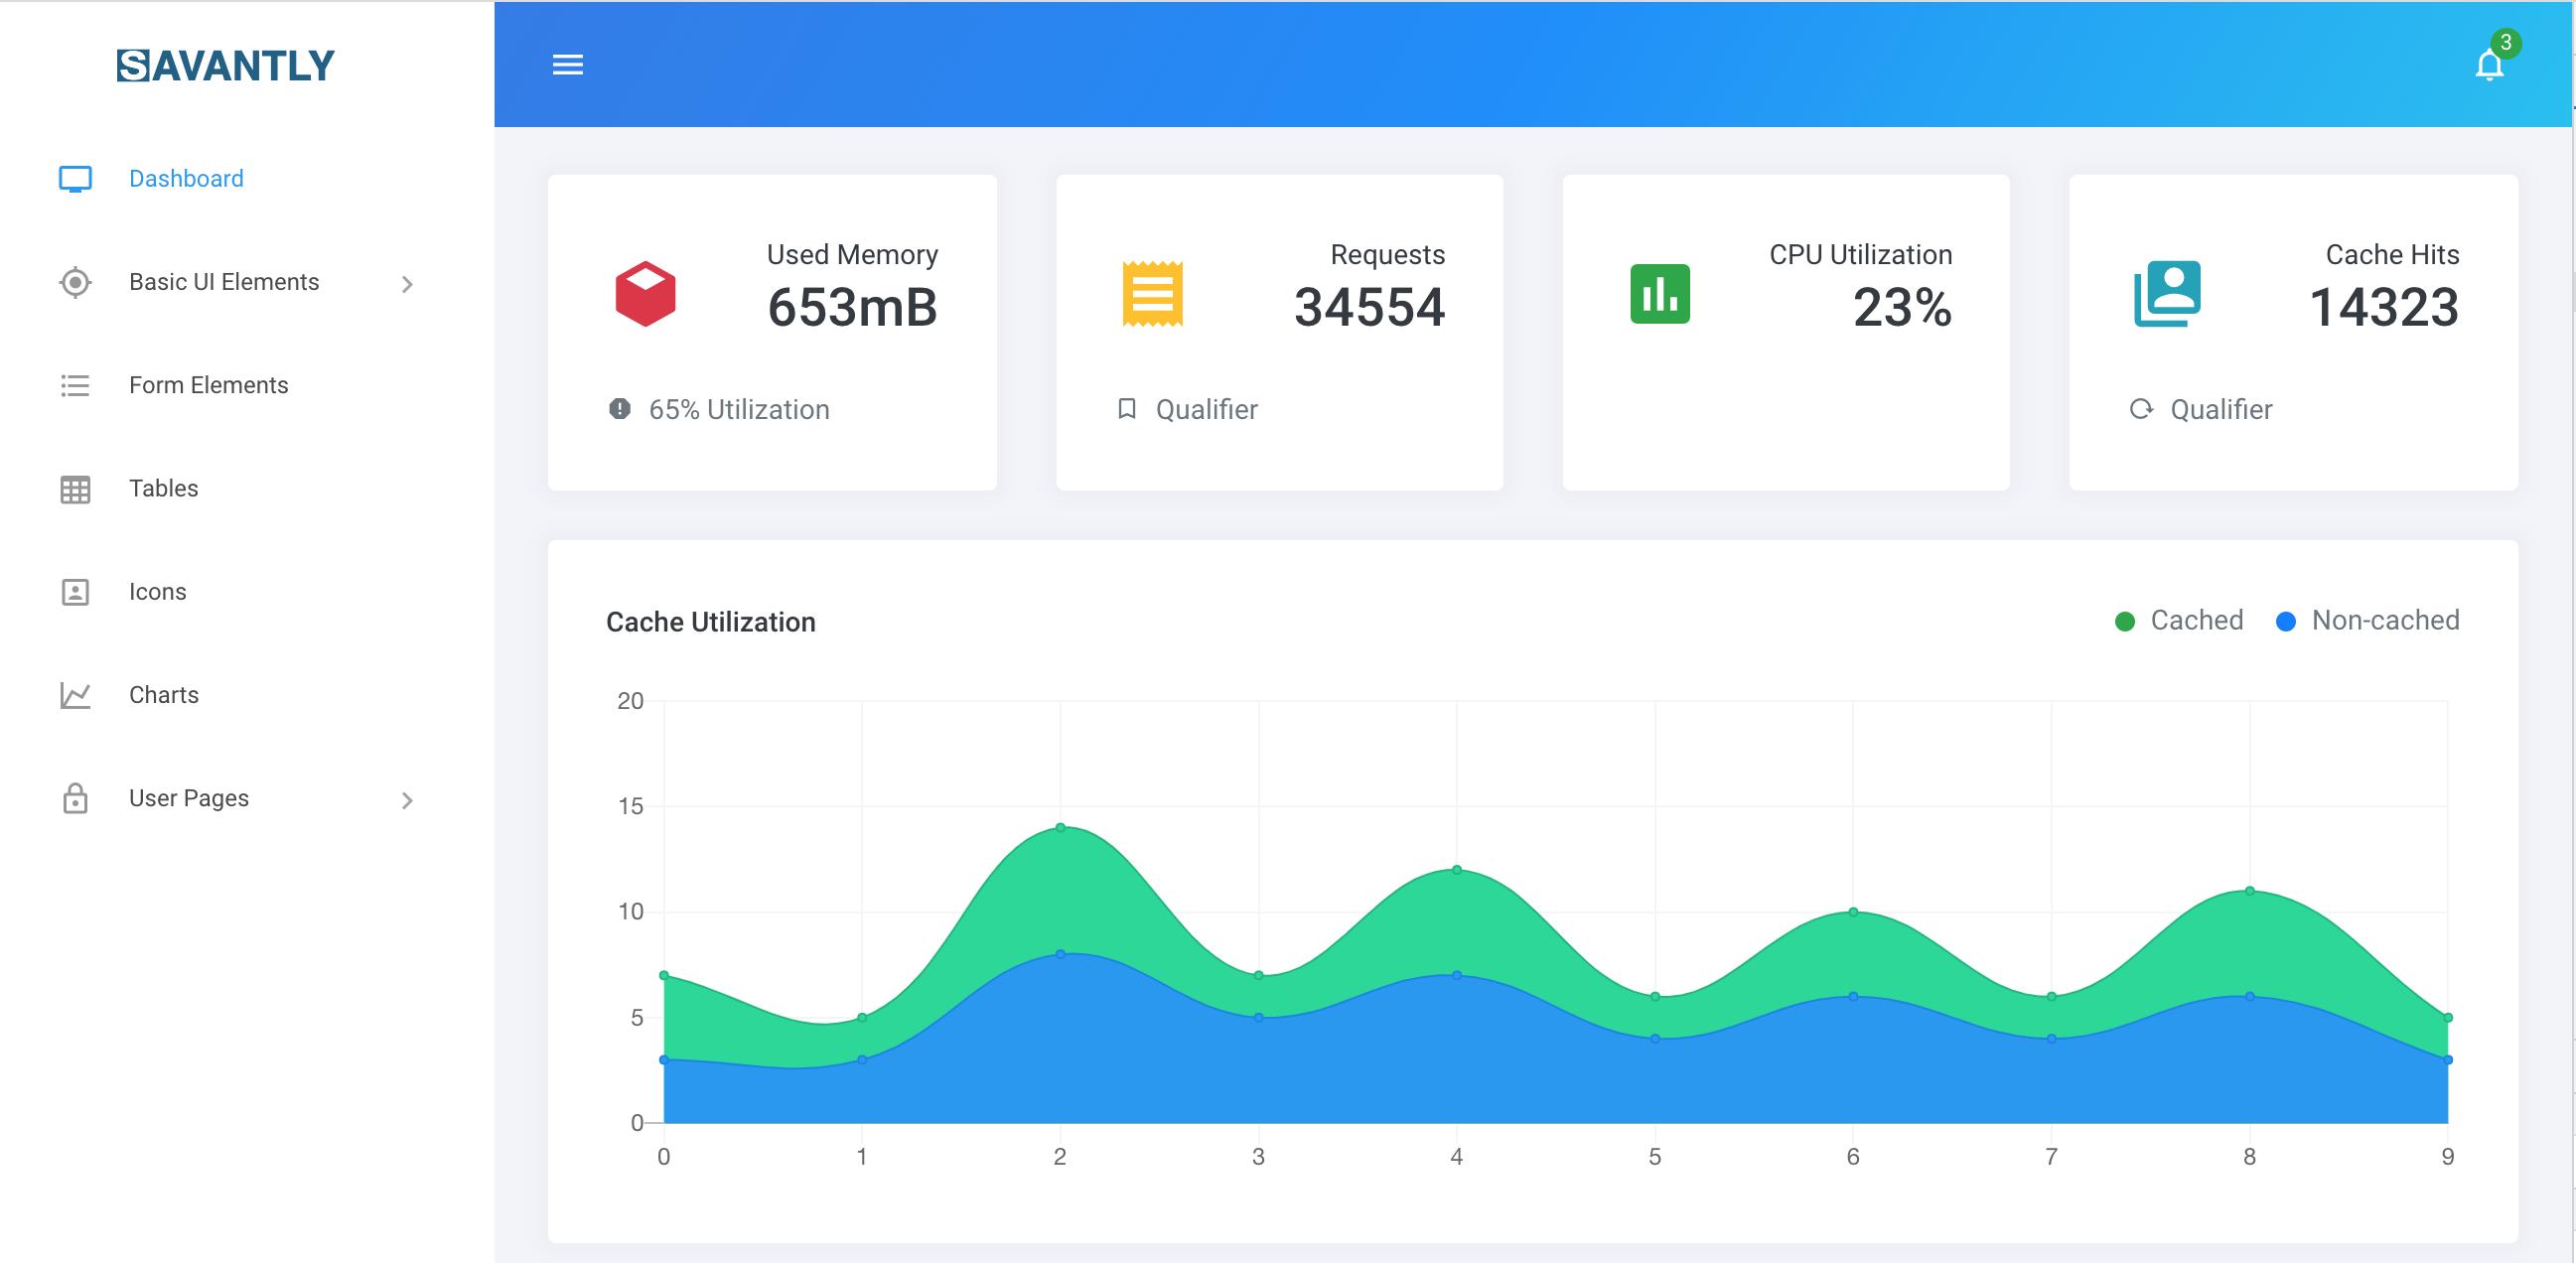 SAVANTLY
3
Dashboard
Basic UI Elements
Form Elements
Tables
Icons
Charts
User Pages
Used Memory
653mB
65% Utilization
Requests
34554
Qualifier
CPU Utilization
23%
Cache Hits
14323
Qualifier
Cache Utilization
Cached Non-cached
20
15
10
5
0
0 1 2 3 4 5 6 7 8 9